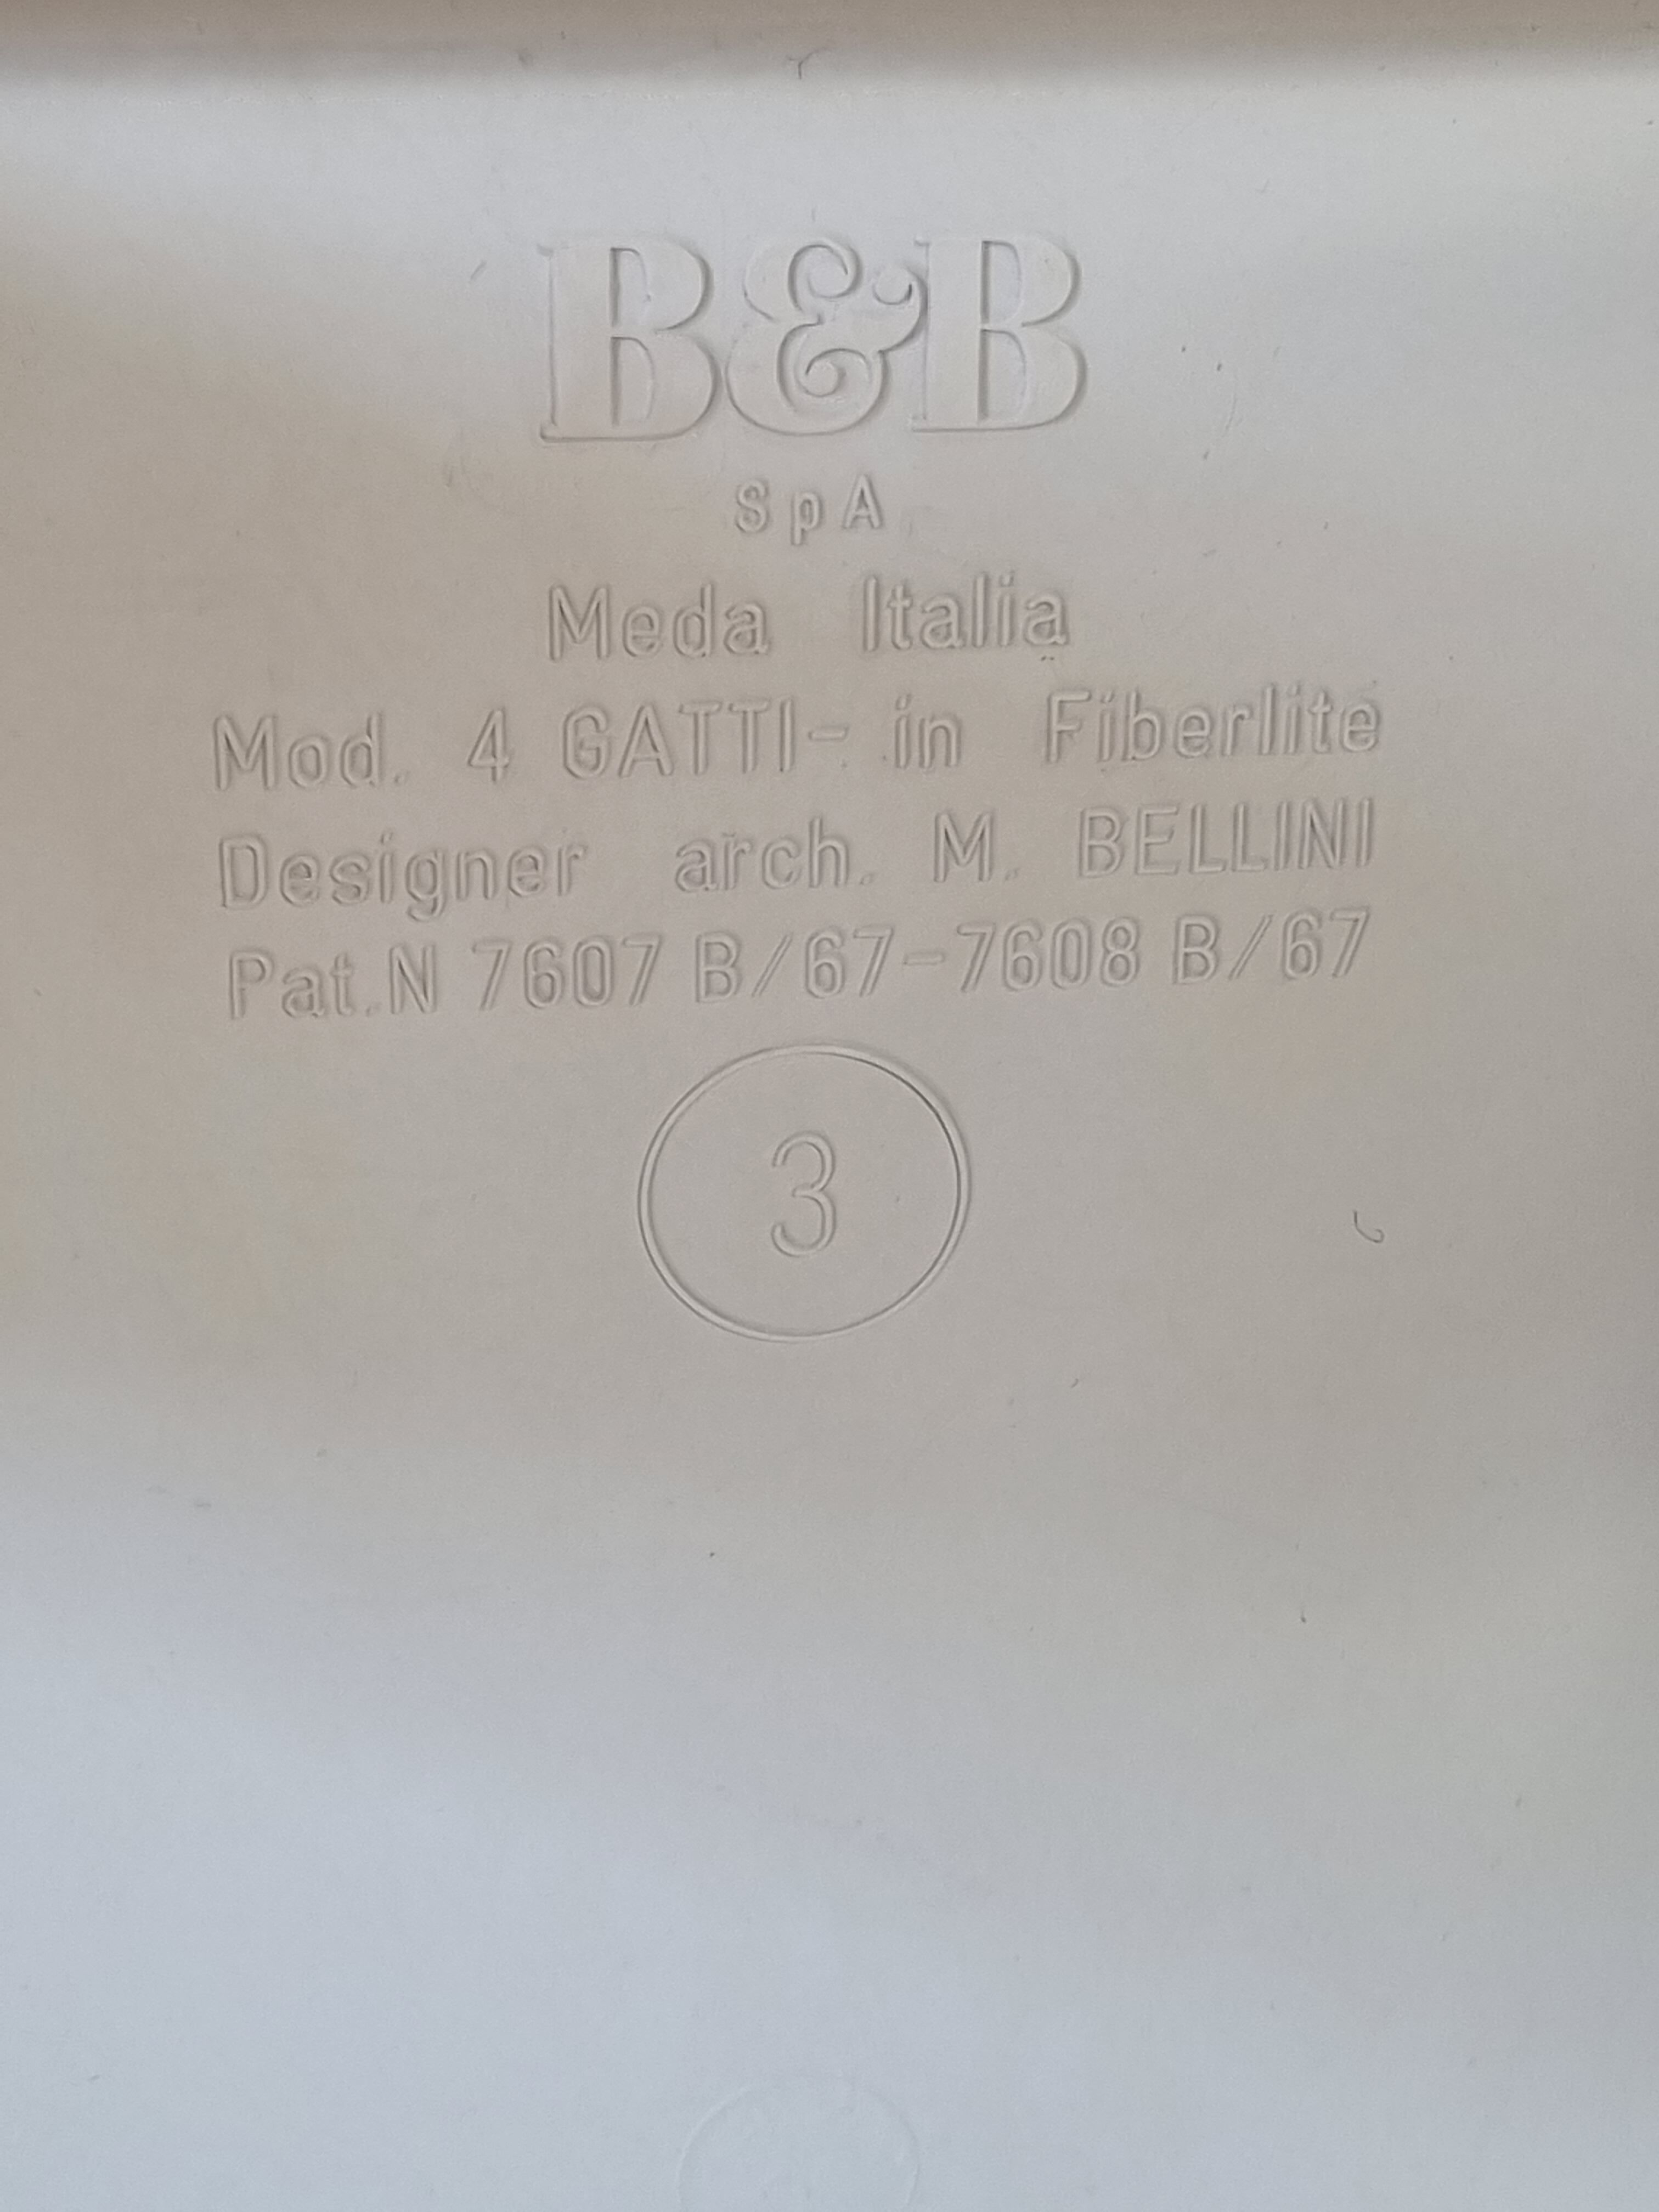 B&B
SpA
Meda Italia
Mod. 4 GATTI- in Fiberlite
Designer arch. M. BELLINI
Pat.N 7607 B/67-7608 B/67
3